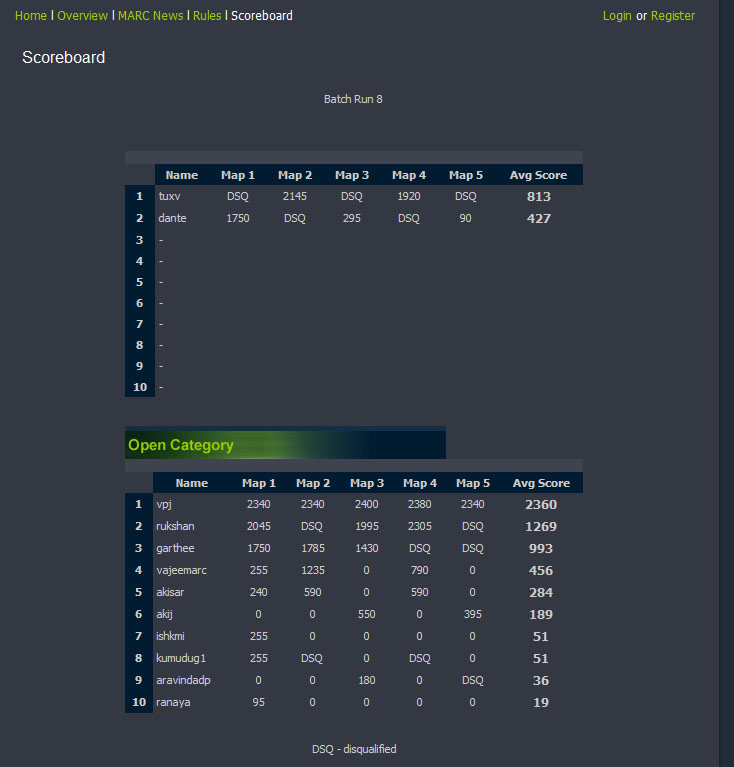 Home | Overview | MARC News | Rules | Scoreboard Login or Register
Scoreboard
Batch Run 8
Name Map 1 Map 2 Map 3 Map 4 Map 5 Avg Score
1 tuxv DSQ 2145 DSQ 1920 DSQ 813
2 dante 1750 DSQ 295 DSQ 90 427
3 -
4 -
5 -
6 -
7 -
8 -
9 -
10 -
Open Category
Name Map 1 Map 2 Map 3 Map 4 Map 5 Avg Score
1 vpj 2340 2340 2400 2380 2340 2360
2 rukshan 2045 DSQ 1995 2305 DSQ 1269
3 garthee 1750 1785 1430 DSQ DSQ 993
4 vajeemarc 255 1235 0 790 0 456
5 akisar 240 590 0 590 0 284
6 akij 0 0 550 0 395 189
7 ishkmi 255 0 0 0 0 51
8 kumudug1 255 DSQ 0 DSQ 0 51
9 aravindadp 0 0 180 0 DSQ 36
10 ranaya 95 0 0 0 0 19
DSQ - disqualified